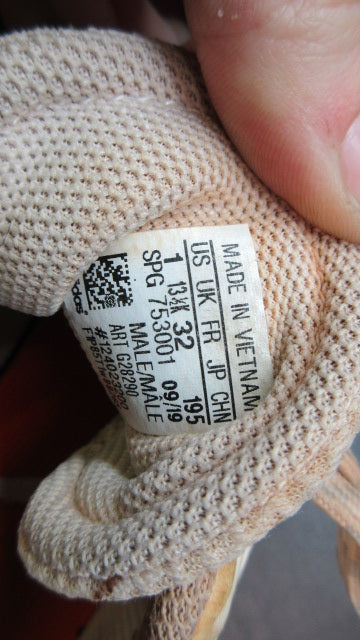 MADE IN VIETNAM
US UK FR JP CHN
1 13½K 32 195
SPG 753001 09/19
MALE/MÂLE
ART G28290